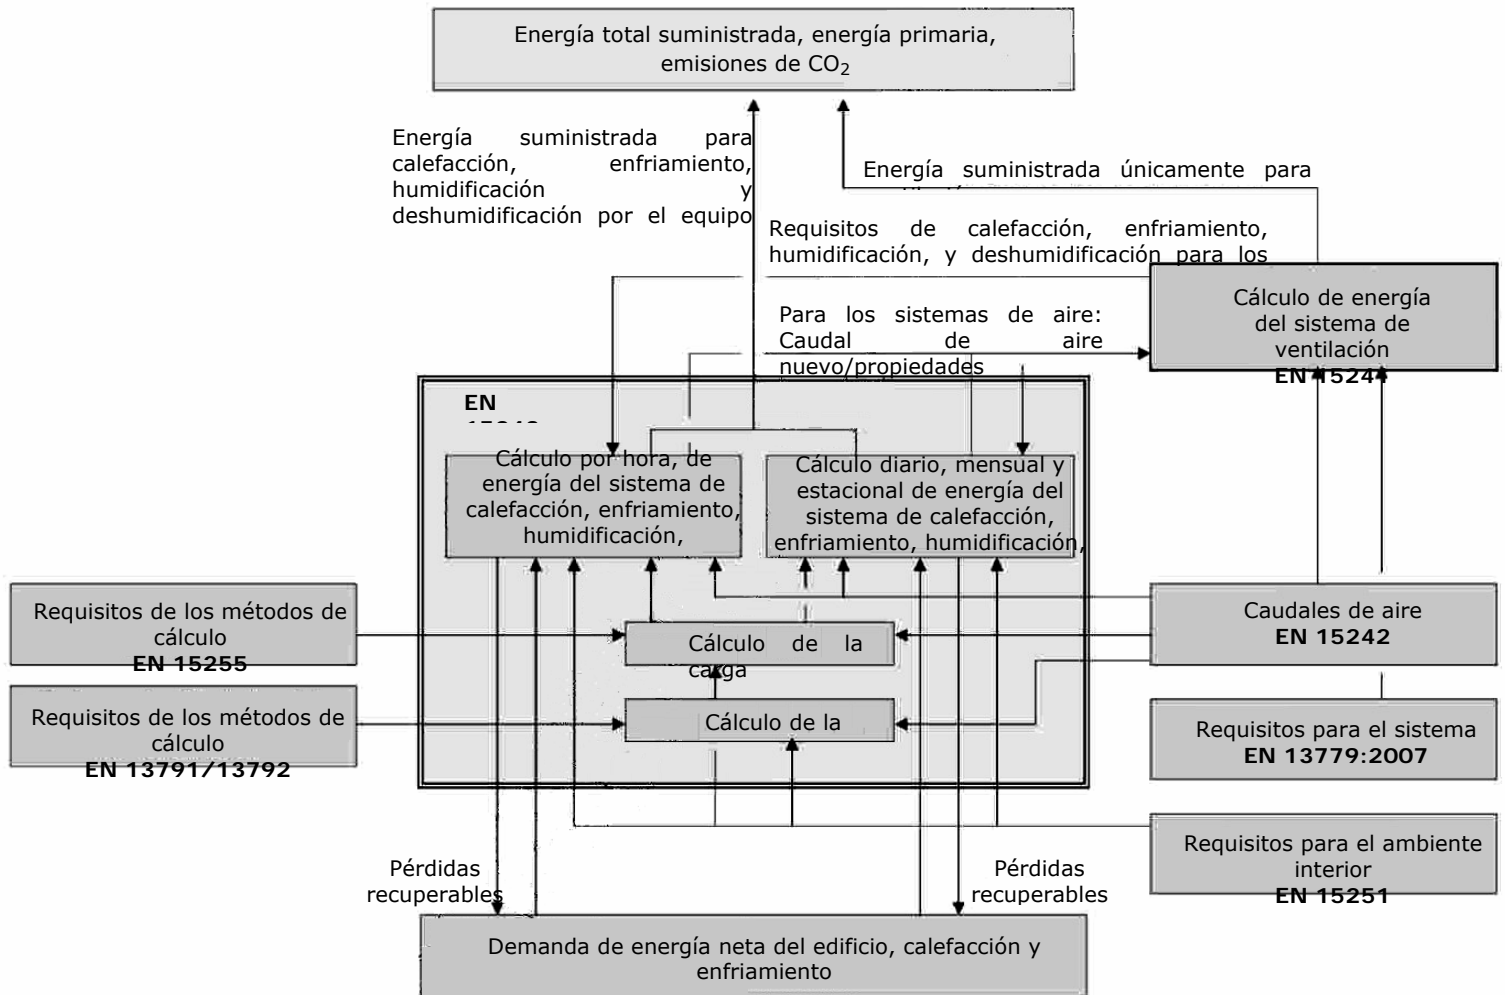 Energía total suministrada, energía primaria,
emisiones de CO₂
Energía suministrada para
calefacción, enfriamiento,
humidificación y
deshumidificación por el equipo
Energía suministrada únicamente para
Requisitos de calefacción, enfriamiento,
humidificación, y deshumidificación para los
Cálculo de energía
del sistema de
ventilación
EN 15241
Para los sistemas de aire:
Caudal de aire
nuevo/propiedades
EN
Cálculo por hora, de
energía del sistema de
calefacción, enfriamiento,
humidificación,
Cálculo diario, mensual y
estacional de energía del
sistema de calefacción,
enfriamiento, humidificación,
Requisitos de los métodos de
cálculo
EN 15255
Cálculo de la
carga
Caudales de aire
EN 15242
Requisitos de los métodos de
cálculo
EN 13791/13792
Cálculo de la
Requisitos para el sistema
EN 13779:2007
Requisitos para el ambiente
interior
EN 15251
Pérdidas
recuperables
Pérdidas
recuperables
Demanda de energía neta del edificio, calefacción y
enfriamiento